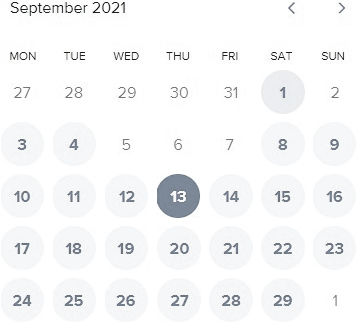 September 2021
MON TUE WED THU FRI SAT SUN
27 28 29 30 31 1 2
3 4 5 6 7 8 9
10 11 12 13 14 15 16
17 18 19 20 21 22 23
24 25 26 27 28 29 1